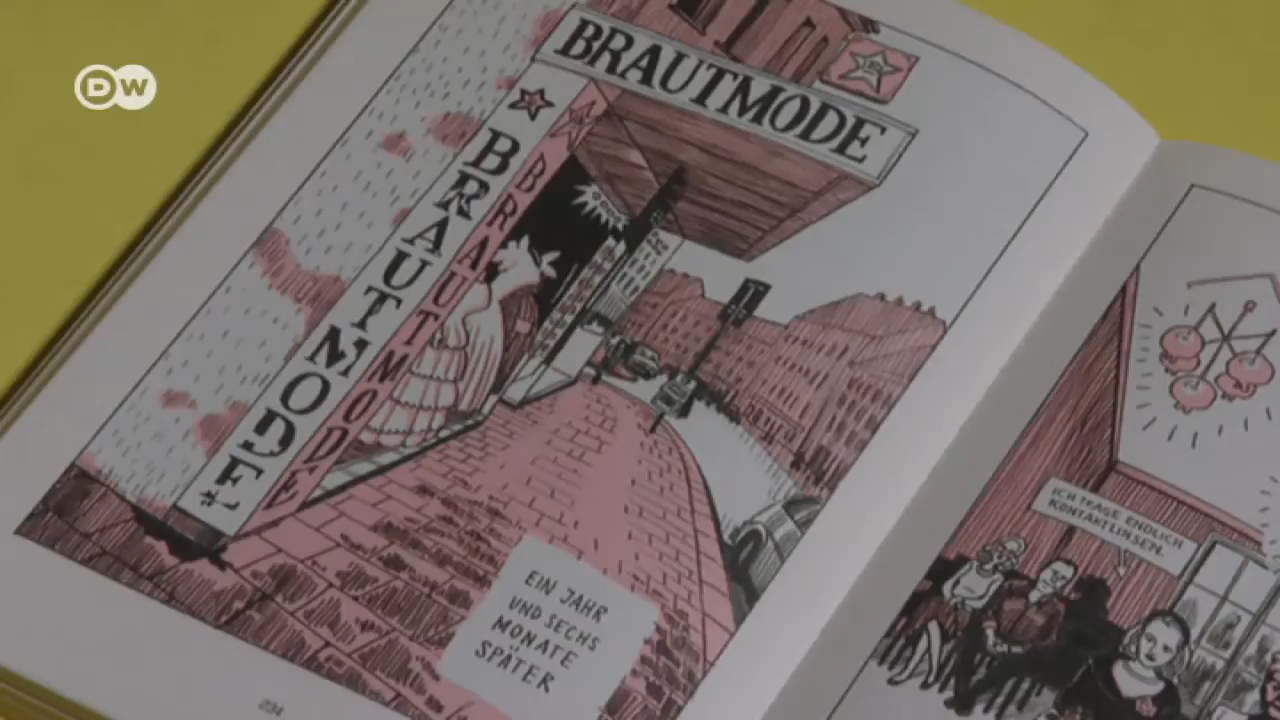 DW
BRAUTMODE
BRAUTMODE
BRAUTMODE
EIN JAHR
UND SECHS
MONATE
SPÄTER
ICH TRAGE ENDLICH
KONTAKTLINSEN.